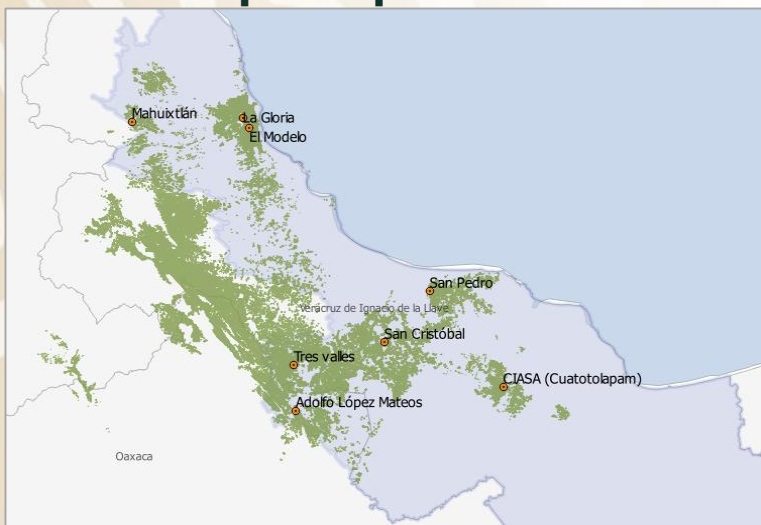 Mahuixtlán
La Gloria
El Modelo
San Pedro
Veracruz de Ignacio de la Llave
San Cristóbal
Tres valles
CIASA (Cuatotolapam)
Adolfo López Mateos
Oaxaca